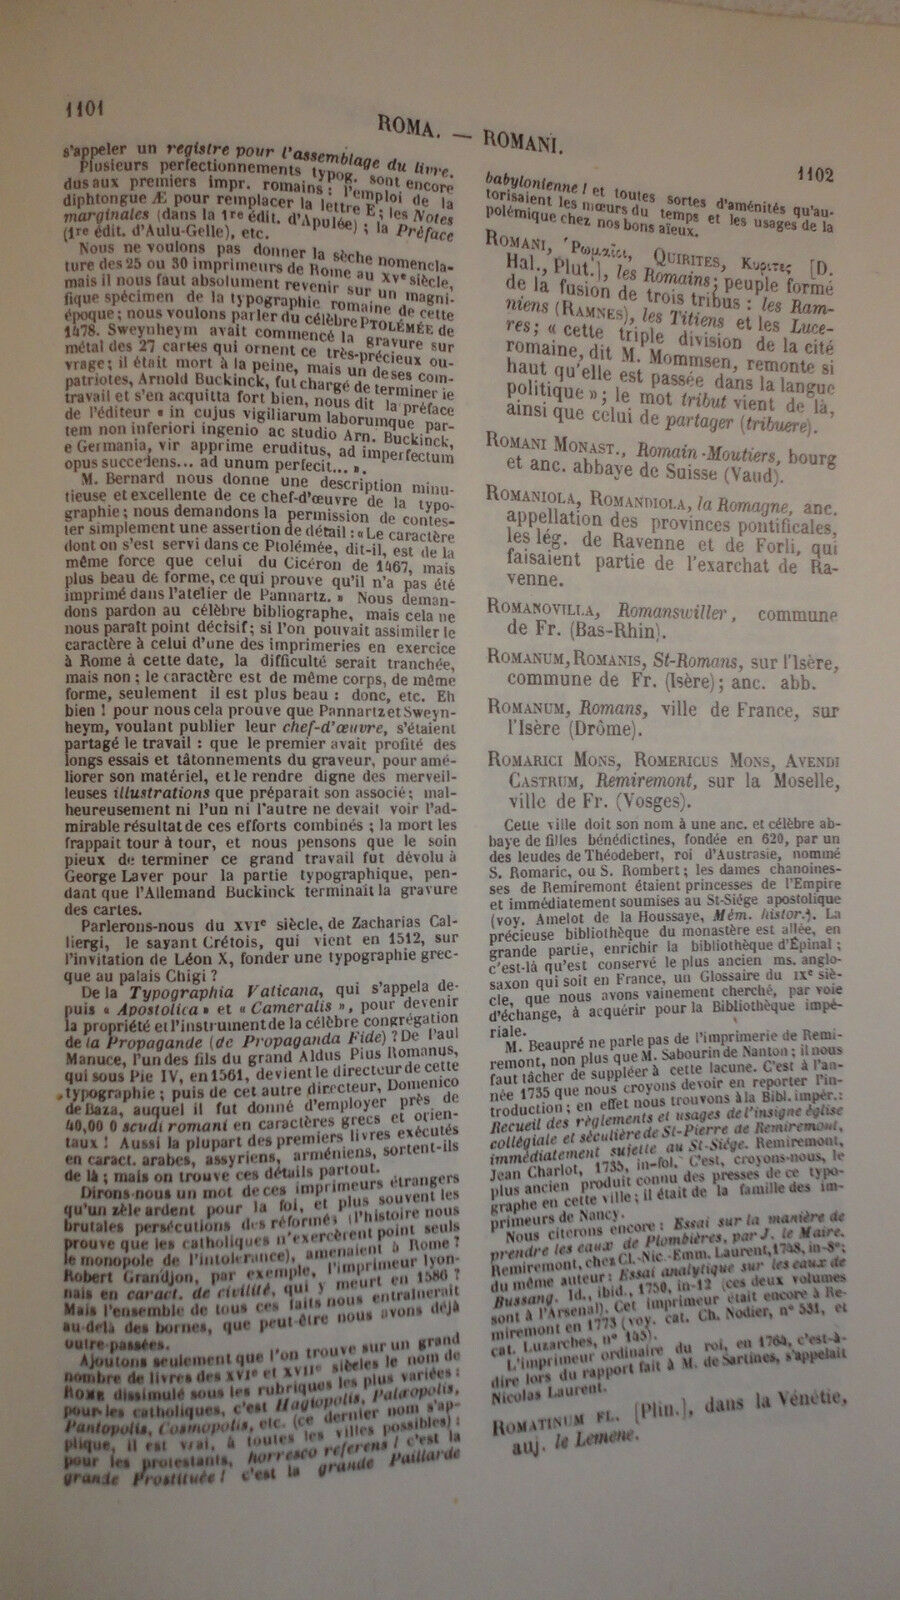 1101
ROMA. — ROMANI.
1102
s'appeler un registre pour l'assemblage du livre.
Plusieurs perfectionnements typog. sont encore
dus aux premiers impr. romains : l'emploi de la
diphtongue Æ pour remplacer la lettre E; les Notes
marginales (dans la 1re édit. d'Apulée) ; la Préface
(1re édit. d'Aulu-Gelle), etc.
Nous ne voulons pas donner la sèche nomencla-
ture des 25 ou 30 imprimeurs de Rome au XVe siècle,
mais il nous faut absolument revenir sur un magni-
fique spécimen de la typographie romaine de cette
époque; nous voulons parler du célèbre PTOLÉMÉE de
1478. Sweynheym avait commencé la gravure sur
métal des 27 cartes qui ornent ce très-précieux ou-
vrage; il était mort à la peine, mais un de ses com-
patriotes, Arnold Buckinck, fut chargé de terminer le
travail et s'en acquitta fort bien, nous dit la préface
de l'éditeur « in cujus vigiliarum laborumque par-
tem non inferiori ingenio ac studio Arn. Buckinck,
e Germania, vir apprime eruditus, ad imperfectum
opus succedens... ad unum perfecit... ».
M. Bernard nous donne une description minu-
tieuse et excellente de ce chef-d'œuvre de la typo-
graphie; nous demandons la permission de contes-
ter simplement une assertion de détail : « Le caractère
dont on s'est servi dans ce Ptolémée, dit-il, est de la
même force que celui du Cicéron de 1467, mais
plus beau de forme, ce qui prouve qu'il n'a pas été
imprimé dans l'atelier de Pannartz. » Nous deman-
dons pardon au célèbre bibliographe, mais cela ne
nous paraît point décisif; si l'on pouvait assimiler le
caractère à celui d'une des imprimeries en exercice
à Rome à cette date, la difficulté serait tranchée,
mais non ; le caractère est de même corps, de même
forme, seulement il est plus beau : donc, etc. Eh
bien ! pour nous cela prouve que Pannartz et Sweyn-
heym, voulant publier leur chef-d'œuvre, s'étaient
partagé le travail : que le premier avait profité des
longs essais et tâtonnements du graveur, pour amé-
liorer son matériel, et le rendre digne des merveil-
leuses illustrations que préparait son associé; mal-
heureusement ni l'un ni l'autre ne devait voir l'ad-
mirable résultat de ces efforts combinés ; la mort les
frappait tour à tour, et nous pensons que le soin
pieux de terminer ce grand travail fut dévolu à
George Laver pour la partie typographique, pen-
dant que l'Allemand Buckinck terminait la gravure
des cartes.
Parlerons-nous du XVIe siècle, de Zacharias Cal-
liergi, le sayant Crétois, qui vient en 1512, sur
l'invitation de Léon X, fonder une typographie grec-
que au palais Chigi ?
De la Typographia Vaticana, qui s'appela de-
puis « Apostolica » et « Cameralis », pour devenir
la propriété et l'instrument de la célèbre congrégation
de la Propagande (de Propaganda Fide) ? De Paul
Manuce, l'un des fils du grand Aldus Pius Romanus,
qui sous Pie IV, en 1561, devient le directeur de cette
typographie; puis de cet autre directeur, Domenico
de Baza, auquel il fut donné d'employer près de
40,00 0 scudi romani en caractères grecs et orien-
taux ! Aussi la plupart des premiers livres exécutés
en caract. arabes, assyriens, arméniens, sortent-ils
de là ; mais on trouve ces détails partout.
Dirons-nous un mot de ces imprimeurs étrangers
qu'un zèle ardent pour la foi, et plus souvent les
brutales persécutions des réformés (l'histoire nous
prouve que les catholiques n'exercèrent point seuls
le monopole de l'intolérance), amenaient à Rome ?
Robert Grandjon, par exemple, l'imprimeur lyon-
nais en caract. de civilité, qui y meurt en 1586 ?
Mais l'ensemble de tous ces faits nous entraînerait
au-delà des bornes, que peut-être nous avons déjà
outre-passées.
Ajoutons seulement que l'on trouve sur un grand
nombre de livres des XVIe et XVIIe siècles le nom de
ROME dissimulé sous les rubriques les plus variées :
pour les catholiques, c'est Hagiopolis, Palæopolis,
Pantopolis, Cosmopolis, etc. (ce dernier nom s'ap-
plique, il est vrai, à toutes les villes possibles) ;
pour les protestants, horresco referens ! c'est la
grande Prostituée ! c'est la grande Paillarde
babylonienne ! et toutes sortes d'aménités qu'au-
torisaient les mœurs du temps et les usages de la
polémique chez nos bons aïeux.
ROMANI, Ῥωμαῖοι, QUIRITES, Κυριτες [D.
Hal., Plut.], les Romains; peuple formé
de la fusion de trois tribus : les Ram-
niens (RAMNES), les Titiens et les Luce-
res; « cette triple division de la cité
romaine, dit M. Mommsen, remonte si
haut qu'elle est passée dans la langue
politique » ; le mot tribut vient de là,
ainsi que celui de partager (tribuere).
ROMANI MONAST., Romain-Moutiers, bourg
et anc. abbaye de Suisse (Vaud).
ROMANIOLA, ROMANDIOLA, la Romagne, anc.
appellation des provinces pontificales,
les lég. de Ravenne et de Forli, qui
faisaient partie de l'exarchat de Ra-
venne.
ROMANOVILLA, Romanswiller, commune
de Fr. (Bas-Rhin).
ROMANUM, ROMANIS, St-Romans, sur l'Isère,
commune de Fr. (Isère) ; anc. abb.
ROMANUM, Romans, ville de France, sur
l'Isère (Drôme).
ROMARICI MONS, ROMERICUS MONS, AVENDI
CASTRUM, Remiremont, sur la Moselle,
ville de Fr. (Vosges).
Cette ville doit son nom à une anc. et célèbre ab-
baye de filles bénédictines, fondée en 620, par un
des leudes de Théodebert, roi d'Austrasie, nommé
S. Romaric, ou S. Rombert; les dames chanoines-
ses de Remiremont étaient princesses de l'Empire
et immédiatement soumises au St-Siége apostolique
(voy. Amelot de la Houssaye, Mém. histor.). La
précieuse bibliothèque du monastère est allée, en
grande partie, enrichir la bibliothèque d'Épinal ;
c'est-là qu'est conservé le plus ancien ms. anglo-
saxon qui soit en France, un Glossaire du IXe siè-
cle, que nous avons vainement cherché, par voie
d'échange, à acquérir pour la Bibliothèque impé-
riale.
M. Beaupré ne parle pas de l'imprimerie de Remi-
remont, non plus que M. Sabourin de Nanton ; il nous
faut tâcher de suppléer à cette lacune. C'est à l'an-
née 1735 que nous croyons devoir en reporter l'in-
troduction ; en effet nous trouvons à la Bibl. impér.:
Recueil des règlements et usages de l'insigne église
collégiale et séculière de St-Pierre de Remiremont,
immédiatement sujette au St-Siége. Remiremont,
Jean Charlot, 1735, in-fol. C'est, croyons-nous, le
plus ancien produit connu des presses de ce typo-
graphe en cette ville; il était de la famille des im-
primeurs de Nancy.
Nous citerons encore : Essai sur la manière de
prendre les eaux de Plombières, par J. le Maire.
Remiremont, chez Cl.-Nic.-Emm. Laurent, 1748, in-8°;
du même auteur : Essai analytique sur les eaux de
Bussang. Id., ibid., 1750, in-12 (ces deux volumes
sont à l'Arsenal). Cet imprimeur était encore à Re-
miremont en 1773 (voy. cat. Ch. Nodier, n° 531, et
cat. Luzarches, n° 145).
L'imprimeur ordinaire du roi, en 1764, c'est-à-
dire lors du rapport fait à M. de Sartines, s'appelait
Nicolas Laurent.
ROMATINUM FL. [Plin.], dans la Vénétie,
auj. le Lemene.